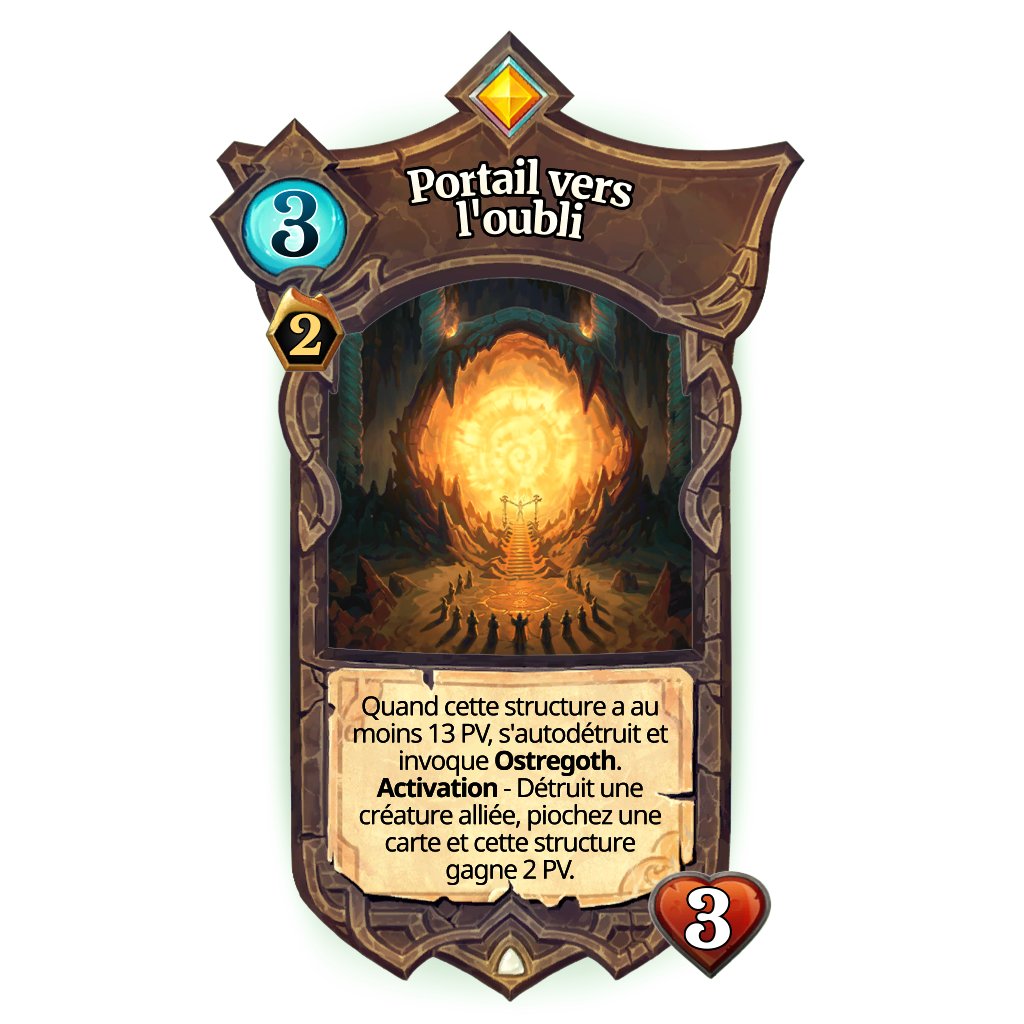 Portail vers
l'oubli
3
2
Quand cette structure a au
moins 13 PV, s'autodétruit et
invoque Ostregoth.
Activation - Détruit une
créature alliée, piochez une
carte et cette structure
gagne 2 PV.
3